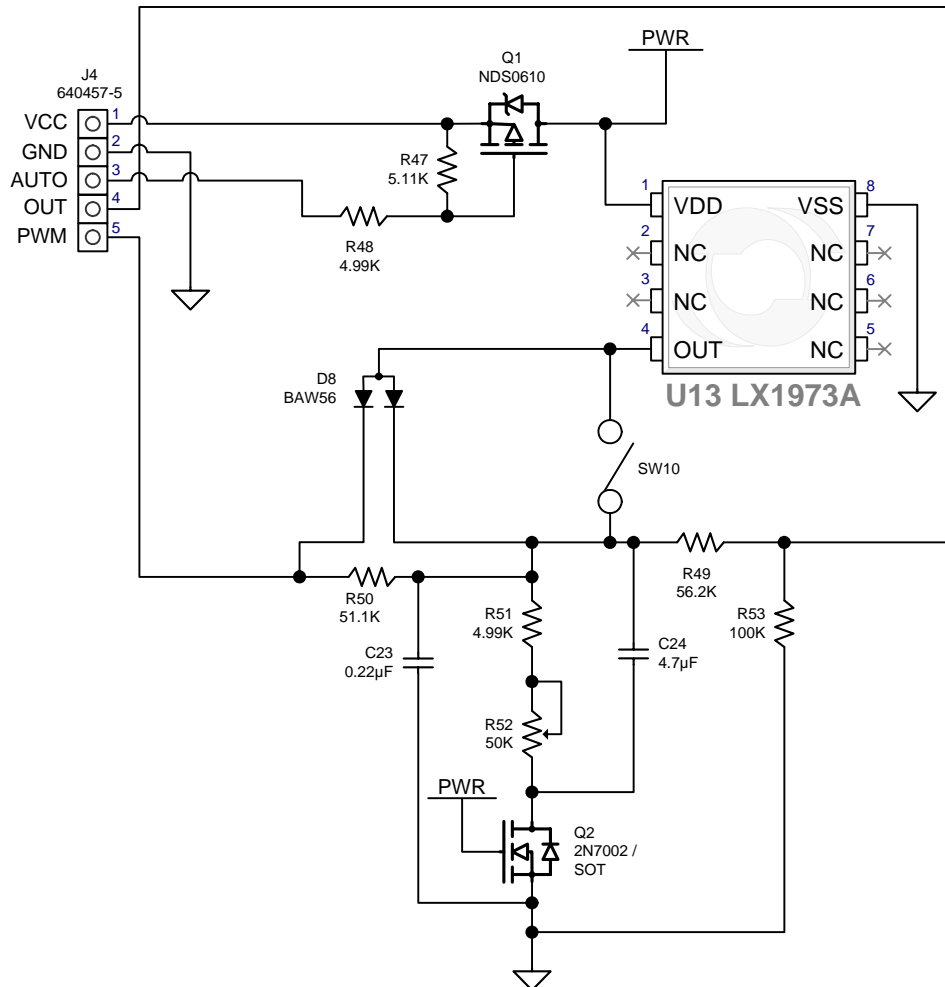 PWR
Q1
NDS0610
J4
640457-5
VCC 1
GND 2
AUTO 3
OUT 4
PWM 5
R47
5.11K
R48
4.99K
1 VDD VSS 8
2 NC NC 7
3 NC NC 6
4 OUT NC 5
U13 LX1973A
D8
BAW56
SW10
R50
51.1K
R49
56.2K
R51
4.99K
R53
100K
C23
0.22µF
C24
4.7µF
R52
50K
PWR
Q2
2N7002 /
SOT